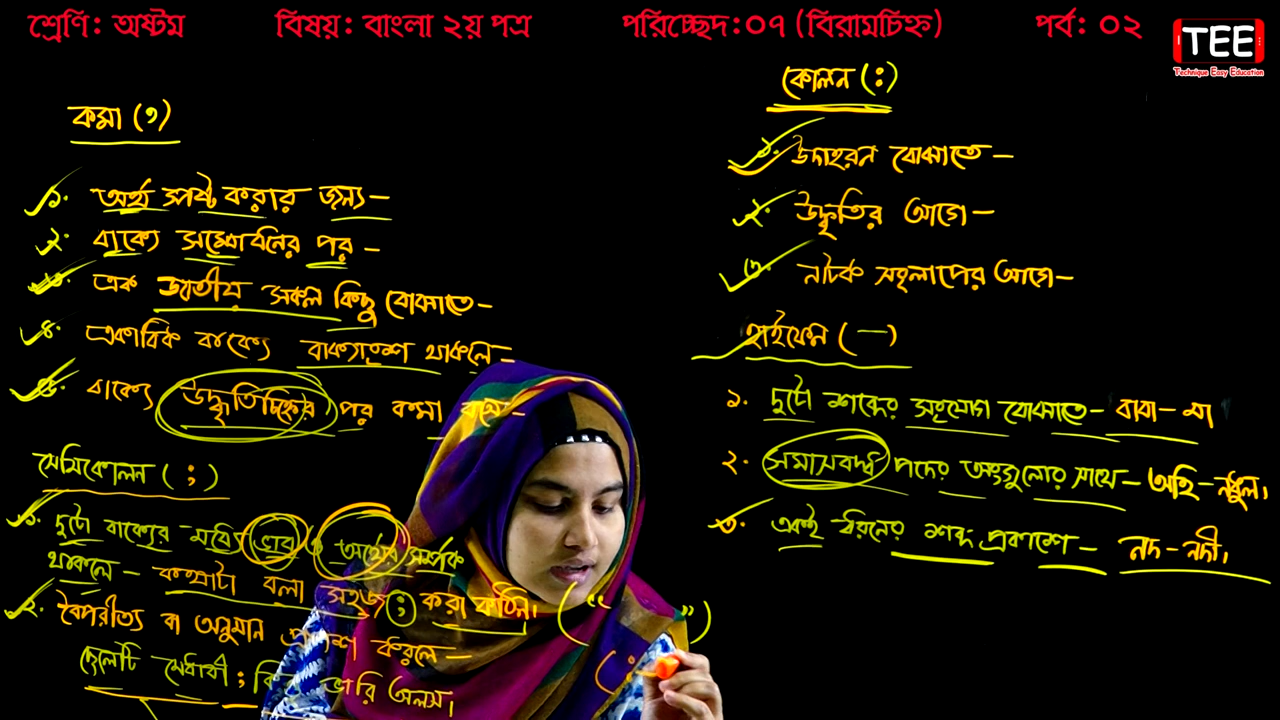 শ্রেণি: অষ্টম বিষয়: বাংলা ২য় পত্র পরিচ্ছেদ:০৭ (বিরামচিহ্ন) পর্ব: ০২
TEE
Technique Easy Education
কমা (,)
১. অর্থ স্পষ্ট করার জন্য –
২. বাক্যে সম্বোধনের পর –
৩. এক জাতীয় সকল কিছু বোঝাতে –
৪. একাধিক বাক্যে বাক্যাংশ থাকলে –
৫. বাক্যে উদ্ধৃতিচিহ্নের পর কমা বসে –
সেমিকোলন ( ; )
১. দুটো বাক্যের মধ্যে ভাব ও অর্থের সম্পর্ক
থাকলে – কথাটা বলা সহজ ; করা কঠিন। (“ ”)
২. বৈপরীত্য বা অনুমান প্রকাশ করলে –
ছেলেটি মেধাবী ; ভারি অলস।
কোলন (:)
১. উদাহরন বোঝাতে –
২. উদ্ধৃতির আগে –
৩. নাটক সংলাপের আগে –
হাইফেন ( — )
১. দুটো শব্দের সংযোগ বোঝাতে – বাবা - মা
২. সমাসবদ্ধ পদের অংশগুলোর সাথে – অহি - নকুল।
৩. একই ধরনের শব্দ প্রকাশে – নদ - নদী।